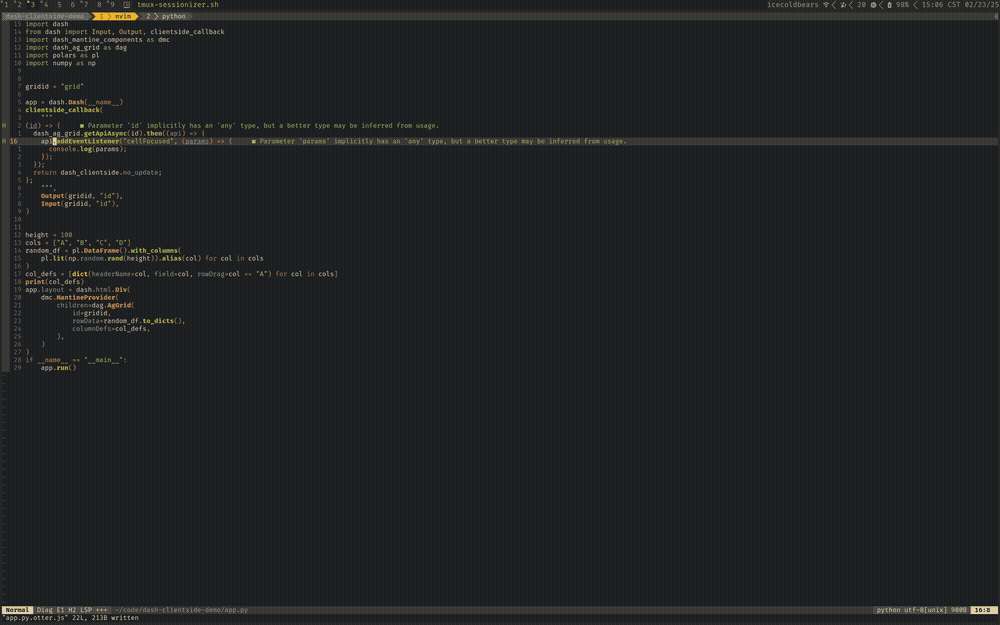 °1 °2 °3 °4 5 6 °7 8 °9 tmux-sessionizer.sh icecoldbears 20 98% 15:06 CST 02/23/25
dash-clientside-demo 1 nvim 2 python
15 import dash
14 from dash import Input, Output, clientside_callback
13 import dash_mantine_components as dmc
12 import dash_ag_grid as dag
11 import polars as pl
10 import numpy as np
9
8
7 gridid = "grid"
6
5 app = dash.Dash(__name__)
4 clientside_callback(
3 """
H 2 (id) => { ■ Parameter 'id' implicitly has an 'any' type, but a better type may be inferred from usage.
1 dash_ag_grid.getApiAsync(id).then((api) => {
H 16 api.addEventListener("cellFocused", (params) => { ■ Parameter 'params' implicitly has an 'any' type, but a better type may be inferred from usage.
1 console.log(params);
2 });
3 });
4 return dash_clientside.no_update;
5 };
6 """,
7 Output(gridid, "id"),
8 Input(gridid, "id"),
9 )
10
11
12 height = 100
13 cols = ["A", "B", "C", "D"]
14 random_df = pl.DataFrame().with_columns(
15 pl.lit(np.random.rand(height)).alias(col) for col in cols
16 )
17 col_defs = [dict(headerName=col, field=col, rowDrag=col == "A") for col in cols]
18 print(col_defs)
19 app.layout = dash.html.Div(
20 dmc.MantineProvider(
21 children=dag.AgGrid(
22 id=gridid,
23 rowData=random_df.to_dicts(),
24 columnDefs=col_defs,
25 ),
26 )
27 )
28 if __name__ == "__main__":
29 app.run()
Normal Diag E1 H2 LSP +++ ~/code/dash-clientside-demo/app.py python utf-8[unix] 980B 16:8
"app.py.otter.js" 22L, 213B written